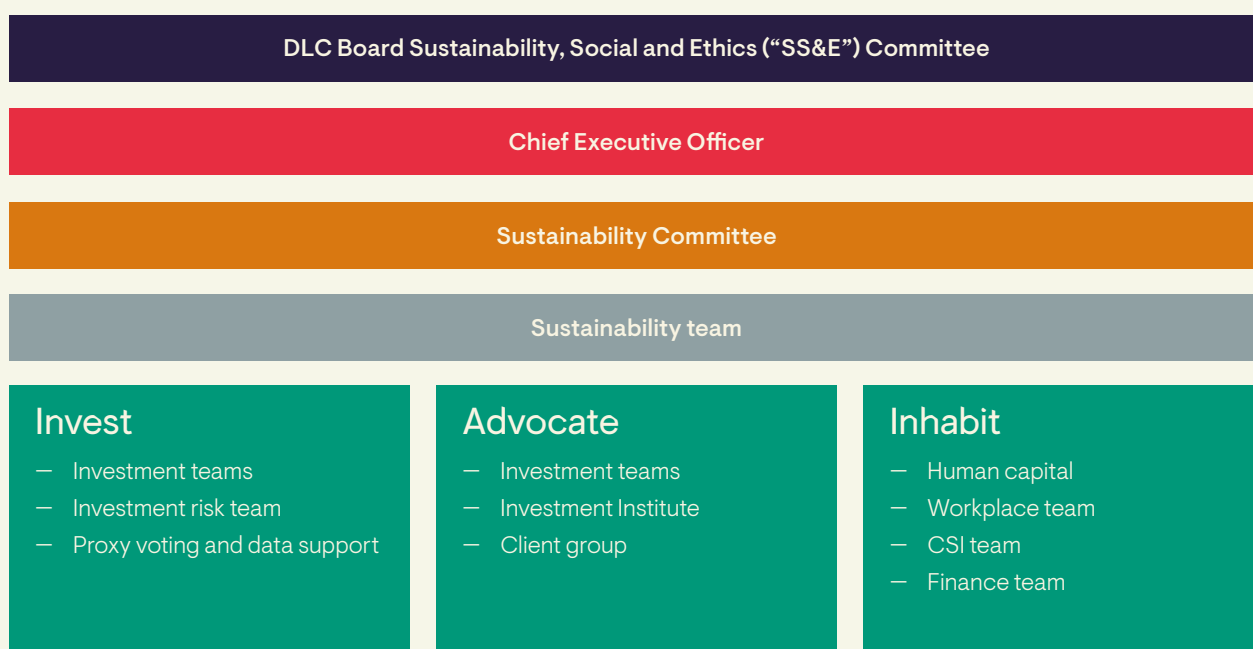 DLC Board Sustainability, Social and Ethics (“SS&E”) Committee
Chief Executive Officer
Sustainability Committee
Sustainability team
Invest
— Investment teams
— Investment risk team
— Proxy voting and data support
Advocate
— Investment teams
— Investment Institute
— Client group
Inhabit
— Human capital
— Workplace team
— CSI team
— Finance team